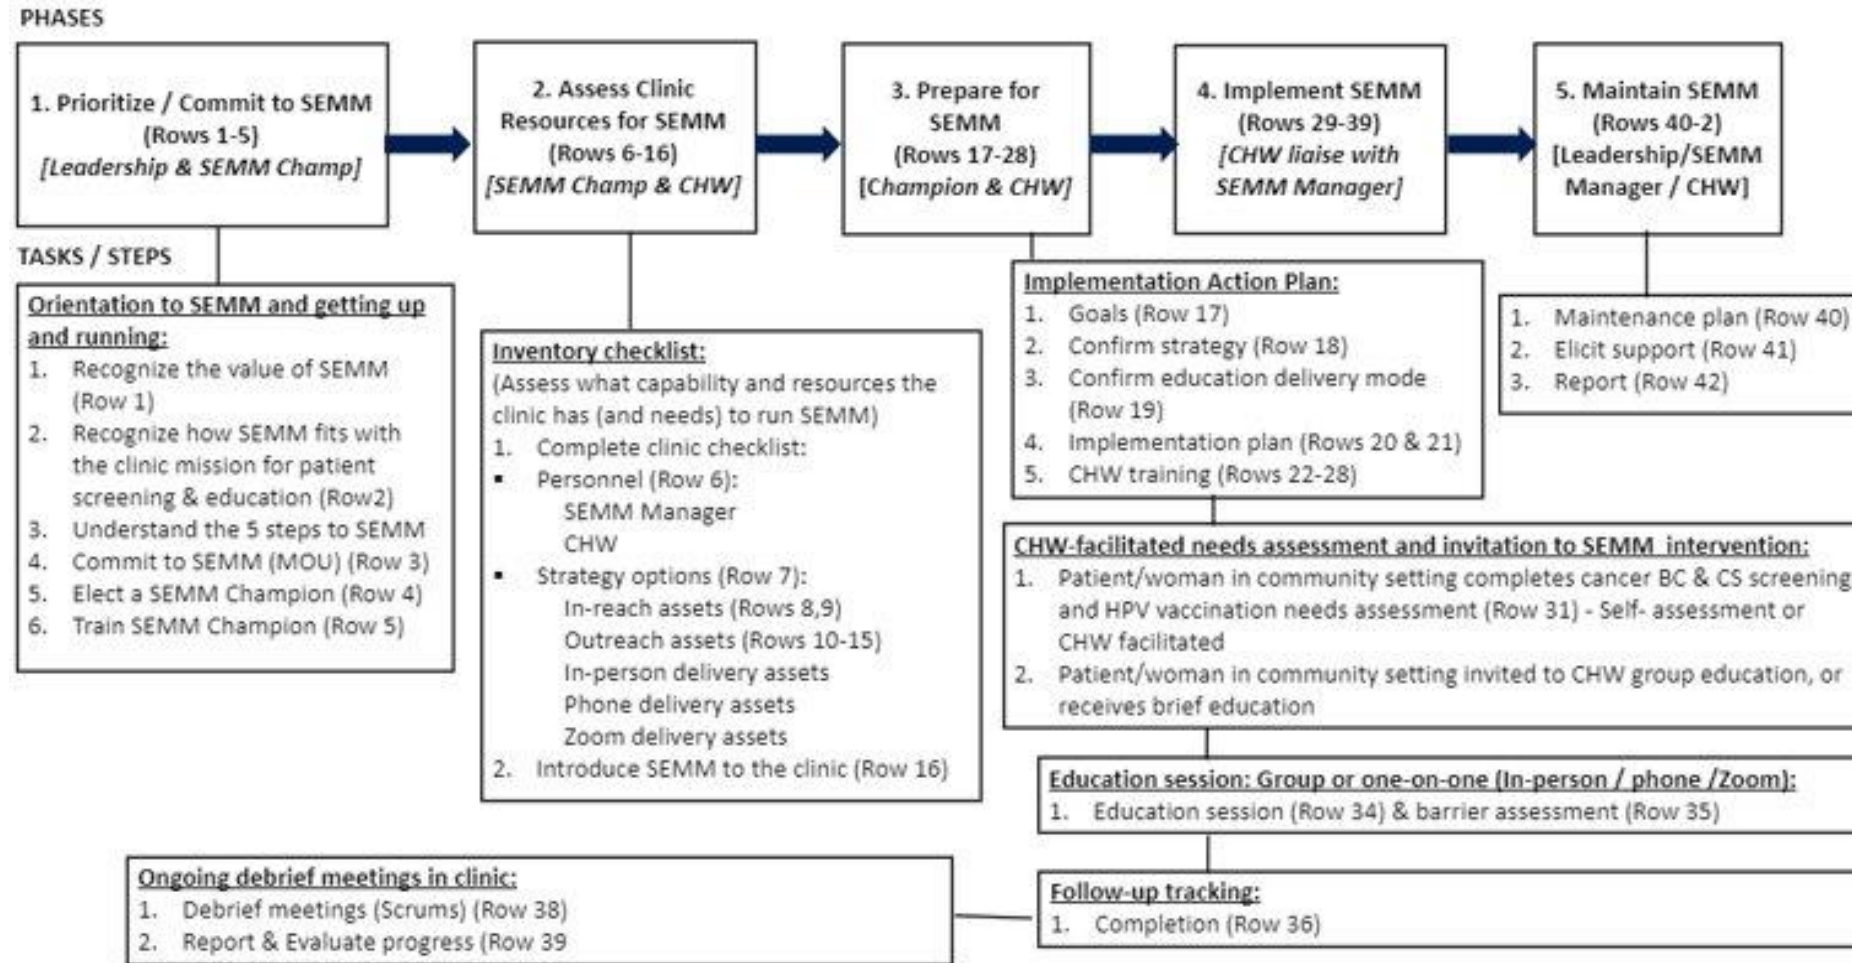 PHASES
1. Prioritize / Commit to SEMM
(Rows 1-5)
[Leadership & SEMM Champ]
2. Assess Clinic
Resources for SEMM
(Rows 6-16)
[SEMM Champ & CHW]
3. Prepare for
SEMM
(Rows 17-28)
[Champion & CHW]
4. Implement SEMM
(Rows 29-39)
[CHW liaise with
SEMM Manager]
5. Maintain SEMM
(Rows 40-2)
[Leadership/SEMM
Manager / CHW]
TASKS / STEPS
Orientation to SEMM and getting up
and running:
1. Recognize the value of SEMM
(Row 1)
2. Recognize how SEMM fits with
the clinic mission for patient
screening & education (Row2)
3. Understand the 5 steps to SEMM
4. Commit to SEMM (MOU) (Row 3)
5. Elect a SEMM Champion (Row 4)
6. Train SEMM Champion (Row 5)
Inventory checklist:
(Assess what capability and resources the
clinic has (and needs) to run SEMM)
1. Complete clinic checklist:
▪ Personnel (Row 6):
SEMM Manager
CHW
▪ Strategy options (Row 7):
In-reach assets (Rows 8,9)
Outreach assets (Rows 10-15)
In-person delivery assets
Phone delivery assets
Zoom delivery assets
2. Introduce SEMM to the clinic (Row 16)
Implementation Action Plan:
1. Goals (Row 17)
2. Confirm strategy (Row 18)
3. Confirm education delivery mode
(Row 19)
4. Implementation plan (Rows 20 & 21)
5. CHW training (Rows 22-28)
1. Maintenance plan (Row 40)
2. Elicit support (Row 41)
3. Report (Row 42)
CHW-facilitated needs assessment and invitation to SEMM intervention:
1. Patient/woman in community setting completes cancer BC & CS screening
and HPV vaccination needs assessment (Row 31) - Self- assessment or
CHW facilitated
2. Patient/woman in community setting invited to CHW group education, or
receives brief education
Education session: Group or one-on-one (In-person / phone /Zoom):
1. Education session (Row 34) & barrier assessment (Row 35)
Follow-up tracking:
1. Completion (Row 36)
Ongoing debrief meetings in clinic:
1. Debrief meetings (Scrums) (Row 38)
2. Report & Evaluate progress (Row 39